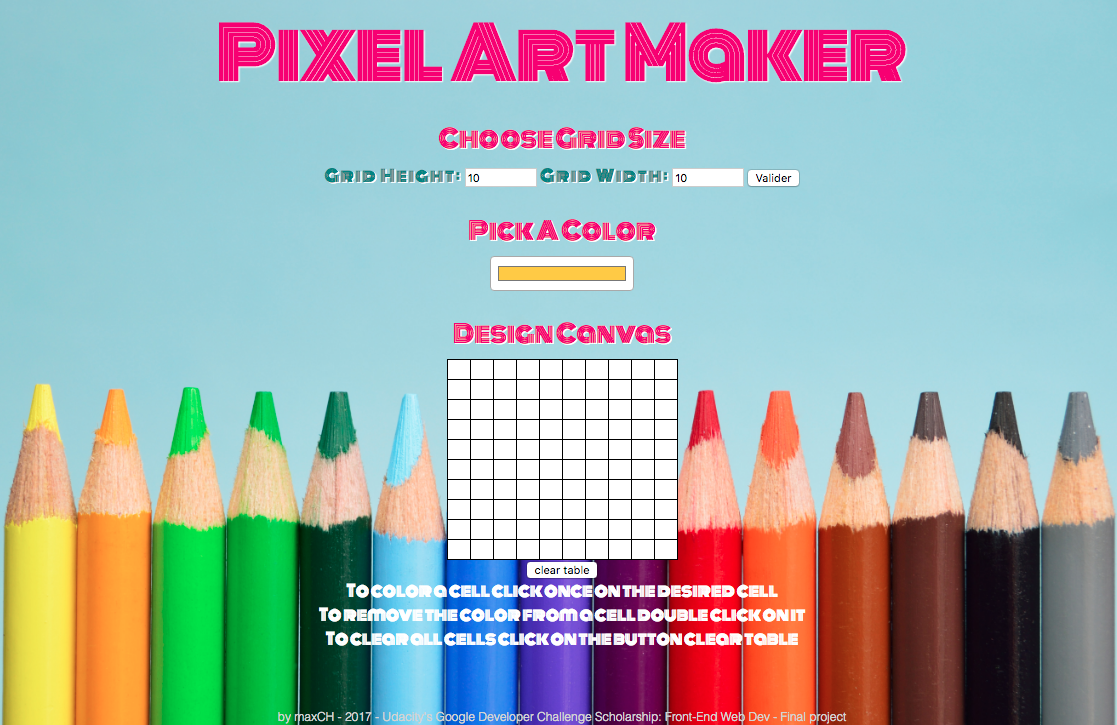 Pixel Art Maker
Choose Grid Size
Grid Height: 10 Grid Width: 10 Valider
Pick A Color
Design Canvas
clear table
To color a cell click once on the desired cell
To remove the color from a cell double click on it
To clear all cells click on the button clear table
by maxCH - 2017 - Udacity's Google Developer Challenge Scholarship: Front-End Web Dev - Final project